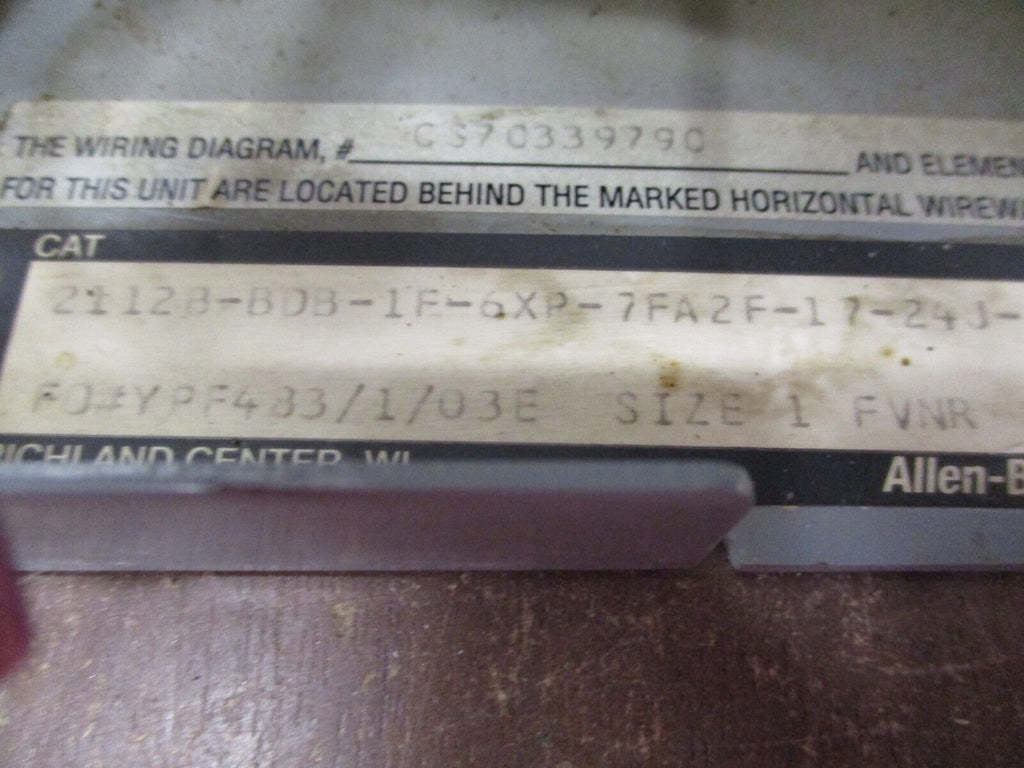 THE WIRING DIAGRAM, # CS70339790 AND ELEMEN
FOR THIS UNIT ARE LOCATED BEHIND THE MARKED HORIZONTAL WIREW
CAT
2112B-BDB-1F-6XP-7FA2F-17-24J-
FO#YPF483/1/03E SIZE 1 FVNR
RICHLAND CENTER, WI
Allen-B